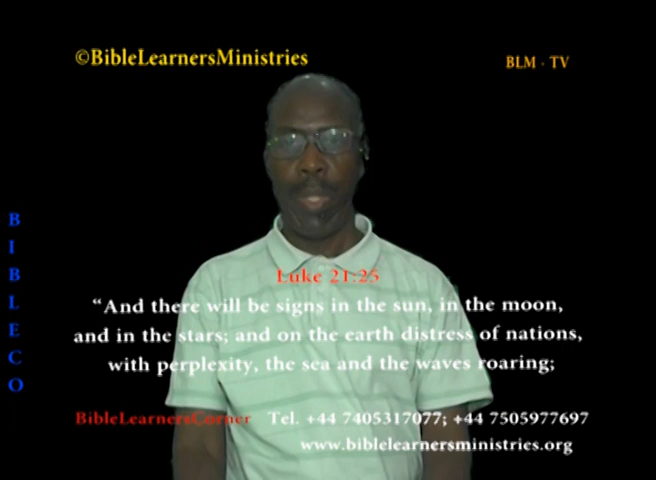 ©BibleLearnersMinistries
BLM - TV
BIBLECO
Luke 21:25
“And there will be signs in the sun, in the moon,
and in the stars; and on the earth distress of nations,
with perplexity, the sea and the waves roaring;
BibleLearnersCorner Tel. +44 7405317077; +44 7505977697
www.biblelearnersministries.org